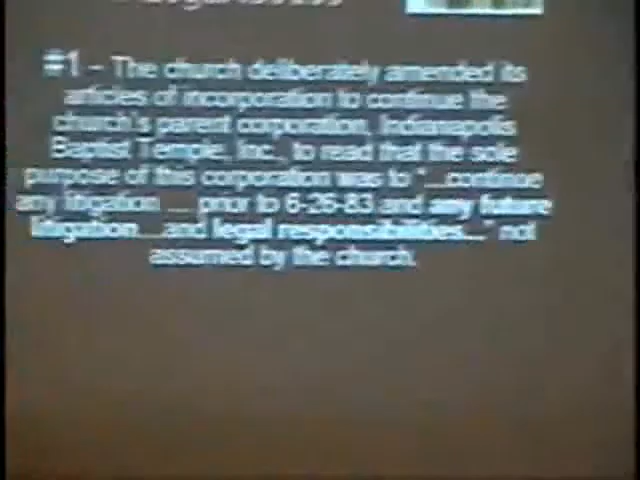 #1 - The church deliberately amended its
articles of incorporation to continue the
church's parent corporation, Indianapolis
Baptist Temple, Inc., to read that the sole
purpose of this corporation was to "...continue
any litigation .... prior to 6-26-83 and any future
litigation....and legal responsibilities..." not
assumed by the church.